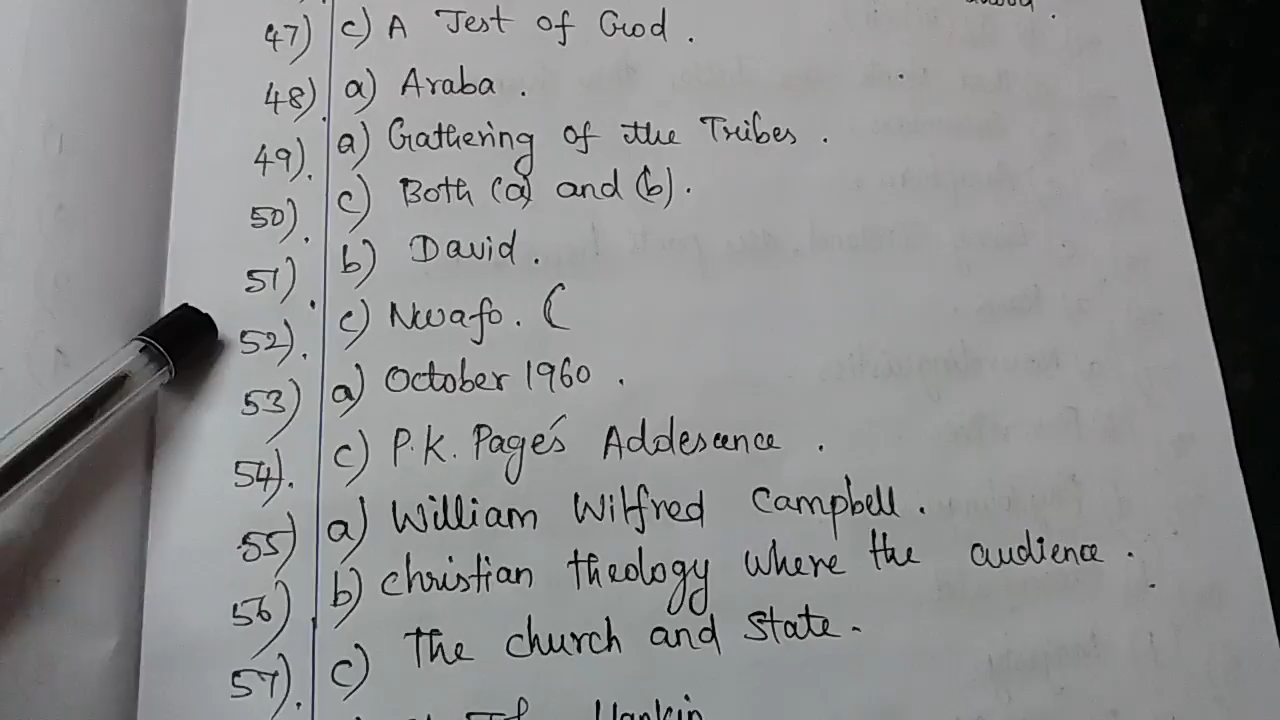 47) c) A Jest of God.
48). a) Araba.
49). a) Gathering of the Tribes.
50). c) Both (a) and (b).
51). b) David.
52). c) Nwafo. (
53) a) October 1960.
54). c) P.K. Page's Addescence.
55) a) William Wilfred Campbell.
56) b) Christian theology where the audience.
57). c) The church and state.
Hankin